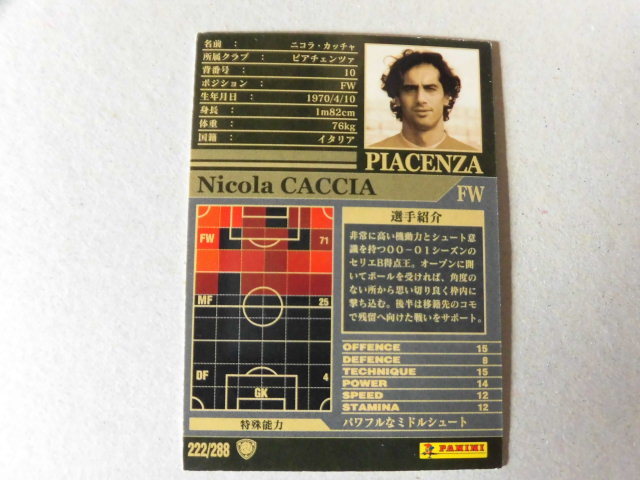 名前 : ニコラ・カッチャ
所属クラブ : ピアチェンツァ
背番号 : 10
ポジション : FW
生年月日 : 1970/4/10
身長 : 1m82cm
体重 : 76kg
国籍 : イタリア
PIACENZA
Nicola CACCIA
FW
FW 71
MF 25
DF 4
GK
選手紹介
非常に高い機動力とシュート意
識を持つ00-01シーズンの
セリエB得点王。オープンに開
いてボールを受ければ、角度の
ない所から思い切り良く枠内に
撃ち込む。後半は移籍先のコモ
で残留へ向けた戦いをサポート。
OFFENCE 15
DEFENCE 8
TECHNIQUE 15
POWER 14
SPEED 12
STAMINA 12
特殊能力 パワフルなミドルシュート
222/288
PANINI